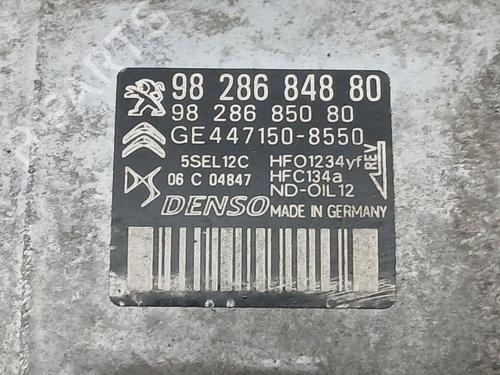 98 286 848 80
98 286 850 80
GE447150-8550
5SEL12C HFO1234yf
06 C 04847 HFC134a
ND-OIL12
REV
DENSO MADE IN GERMANY